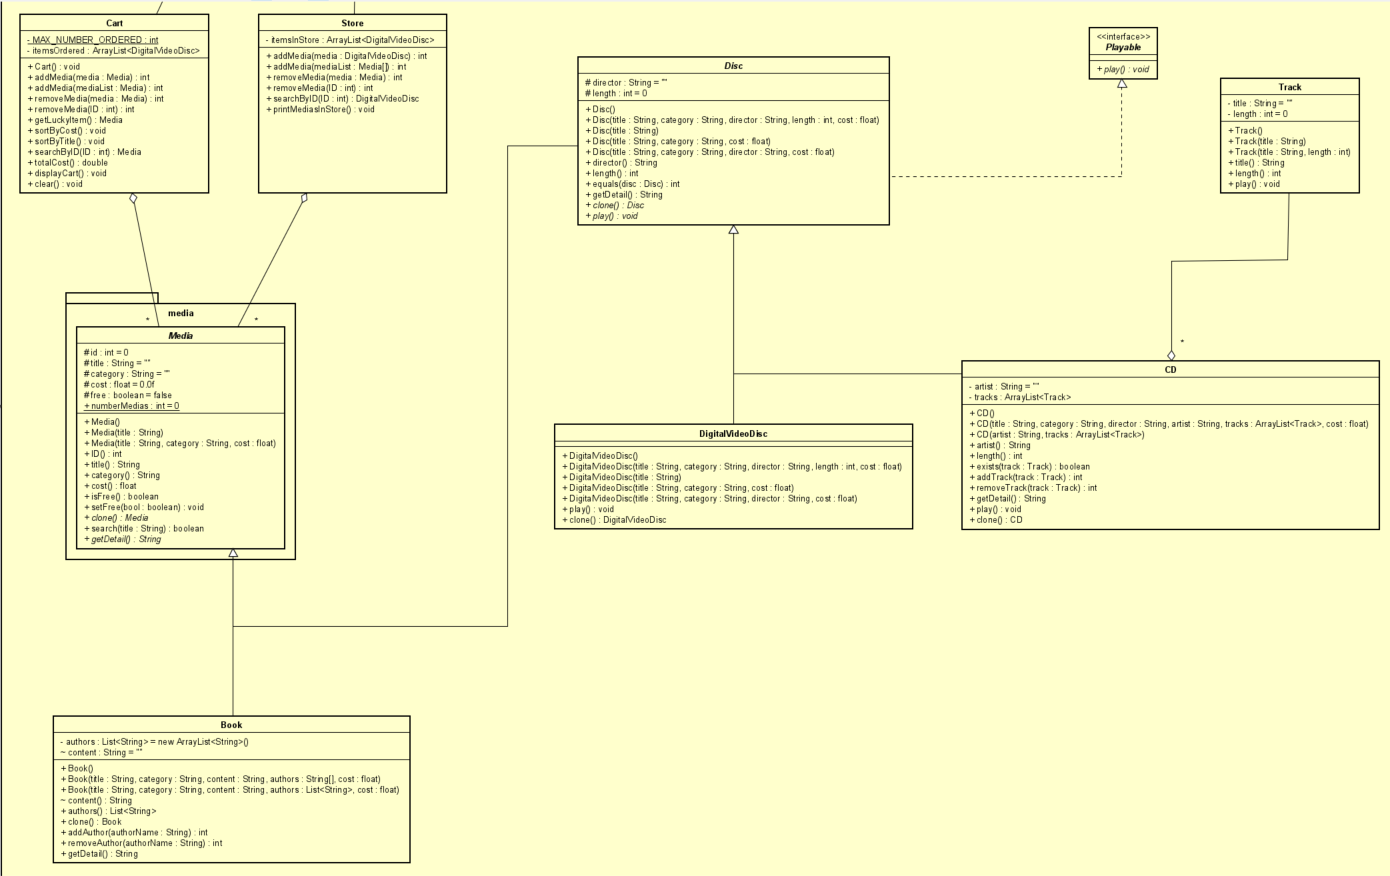 Cart
- MAX_NUMBER_ORDERED : int
- itemsOrdered : ArrayList<DigitalVideoDisc>
+ Cart() : void
+ addMedia(media : Media) : int
+ addMedia(mediaList : Media) : int
+ removeMedia(media : Media) : int
+ removeMedia(ID : int) : int
+ getLuckyItem() : Media
+ sortByCost() : void
+ sortByTitle() : void
+ searchByID(ID : int) : Media
+ totalCost() : double
+ displayCart() : void
+ clear() : void
Store
- itemsInStore : ArrayList<DigitalVideoDisc>
+ addMedia(media : DigitalVideoDisc) : int
+ addMedia(mediaList : Media[]) : int
+ removeMedia(media : Media) : int
+ removeMedia(ID : int) : int
+ searchByID(ID : int) : DigitalVideoDisc
+ printMediasInStore() : void
Disc
# director : String = ""
# length : int = 0
+ Disc()
+ Disc(title : String, category : String, director : String, length : int, cost : float)
+ Disc(title : String)
+ Disc(title : String, category : String, cost : float)
+ Disc(title : String, category : String, director : String, cost : float)
+ director() : String
+ length() : int
+ equals(disc : Disc) : int
+ getDetail() : String
+ clone() : Disc
+ play() : void
<<interface>>
Playable
+ play() : void
Track
- title : String = ""
- length : int = 0
+ Track()
+ Track(title : String)
+ Track(title : String, length : int)
+ title() : String
+ length() : int
+ play() : void
media
*
*
Media
# id : int = 0
# title : String = ""
# category : String = ""
# cost : float = 0.0f
# free : boolean = false
+ numberMedias : int = 0
+ Media()
+ Media(title : String)
+ Media(title : String, category : String, cost : float)
+ ID() : int
+ title() : String
+ category() : String
+ cost() : float
+ isFree() : boolean
+ setFree(bool : boolean) : void
+ clone() : Media
+ search(title : String) : boolean
+ getDetail() : String
DigitalVideoDisc
+ DigitalVideoDisc()
+ DigitalVideoDisc(title : String, category : String, director : String, length : int, cost : float)
+ DigitalVideoDisc(title : String)
+ DigitalVideoDisc(title : String, category : String, cost : float)
+ DigitalVideoDisc(title : String, category : String, director : String, cost : float)
+ play() : void
+ clone() : DigitalVideoDisc
*
CD
- artist : String = ""
- tracks : ArrayList<Track>
+ CD()
+ CD(title : String, category : String, director : String, artist : String, tracks : ArrayList<Track>, cost : float)
+ CD(artist : String, tracks : ArrayList<Track>)
+ artist() : String
+ length() : int
+ exists(track : Track) : boolean
+ addTrack(track : Track) : int
+ removeTrack(track : Track) : int
+ getDetail() : String
+ play() : void
+ clone() : CD
Book
- authors : List<String> = new ArrayList<String>()
~ content : String = ""
+ Book()
+ Book(title : String, category : String, content : String, authors : String[], cost : float)
+ Book(title : String, category : String, content : String, authors : List<String>, cost : float)
~ content() : String
+ authors() : List<String>
+ clone() : Book
+ addAuthor(authorName : String) : int
+ removeAuthor(authorName : String) : int
+ getDetail() : String